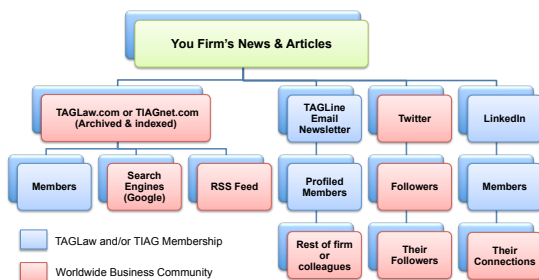 You Firm's News & Articles
TAGLaw.com or TIAGnet.com
(Archived & indexed)
TAGLine
Email
Newsletter
Twitter
LinkedIn
Members
Search
Engines
(Google)
RSS Feed
Profiled
Members
Followers
Members
Rest of firm
or
colleagues
Their
Followers
Their
Connections
TAGLaw and/or TIAG Membership
Worldwide Business Community